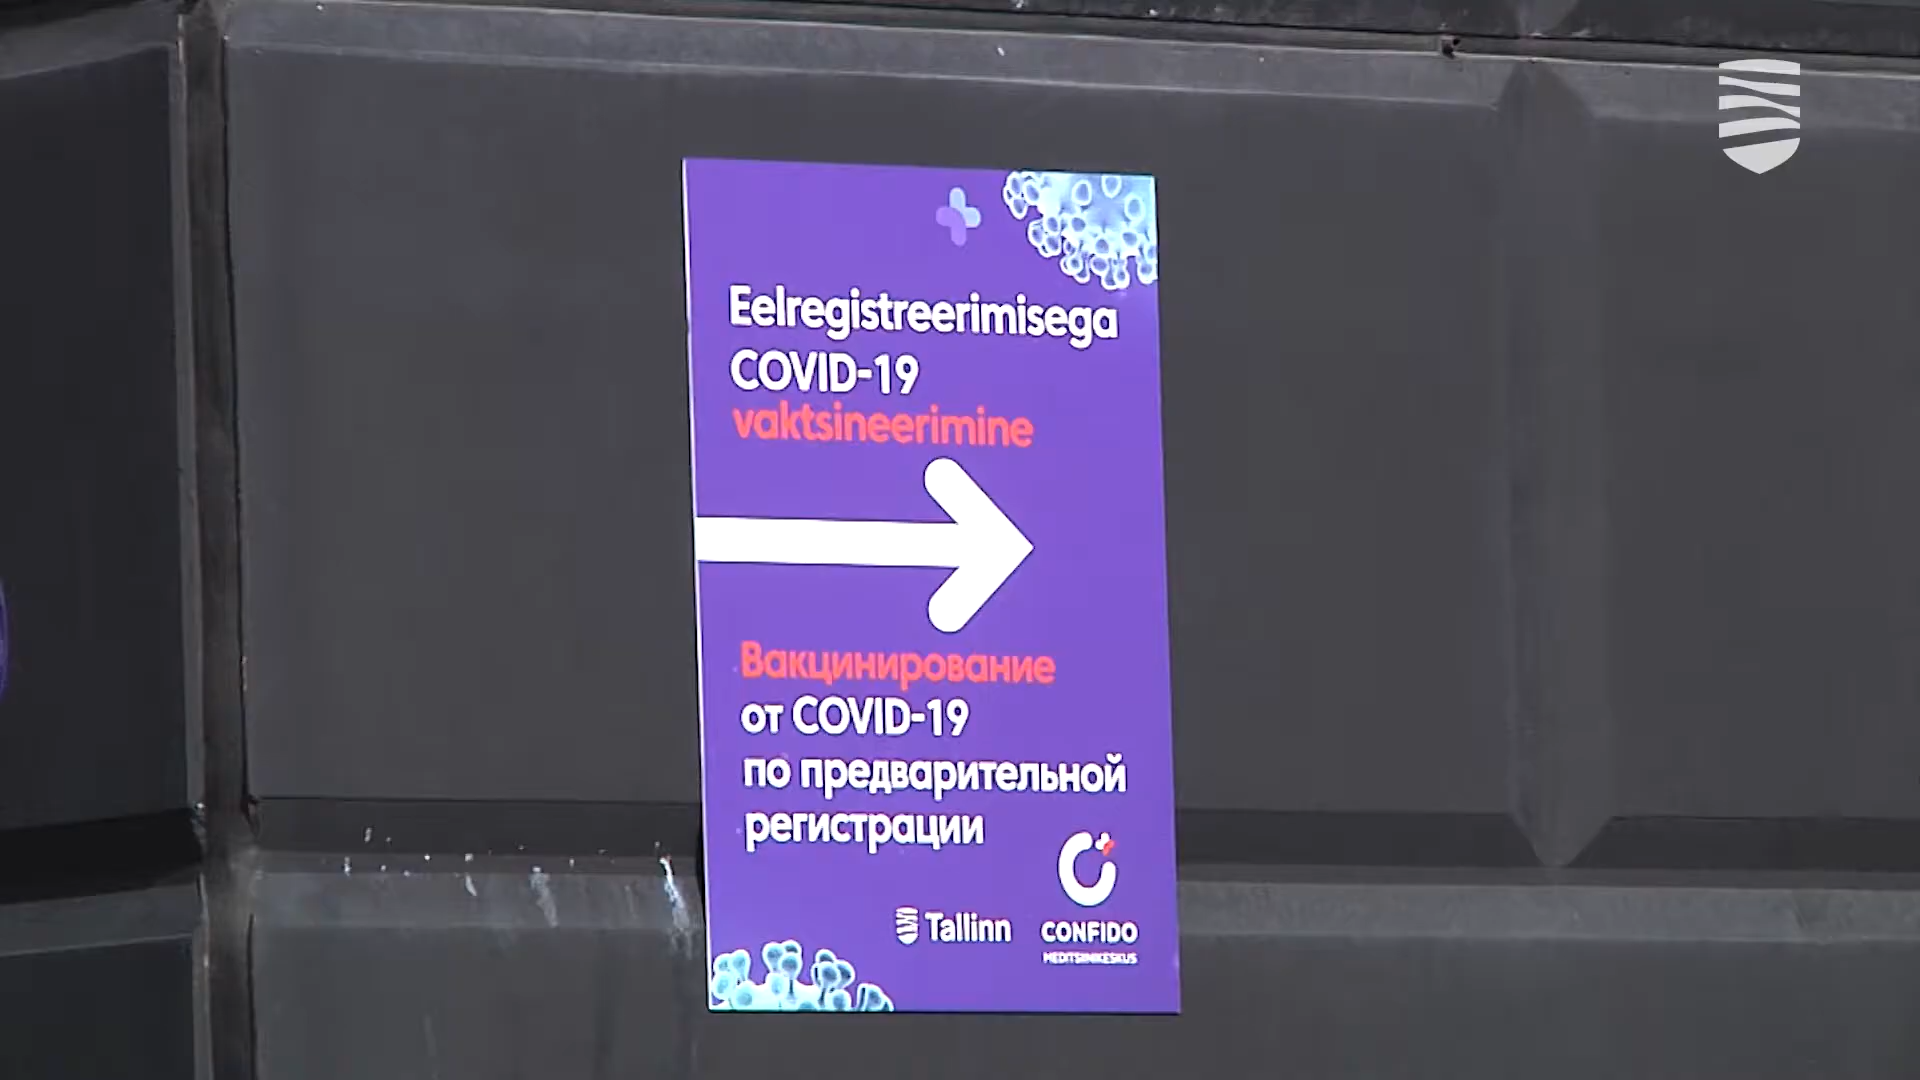 Eelregistreerimisega
COVID-19
vaktsineerimine
Вакцинирование
от COVID-19
по предварительной
регистрации
Tallinn
CONFIDO
MEDITSIINIKESKUS